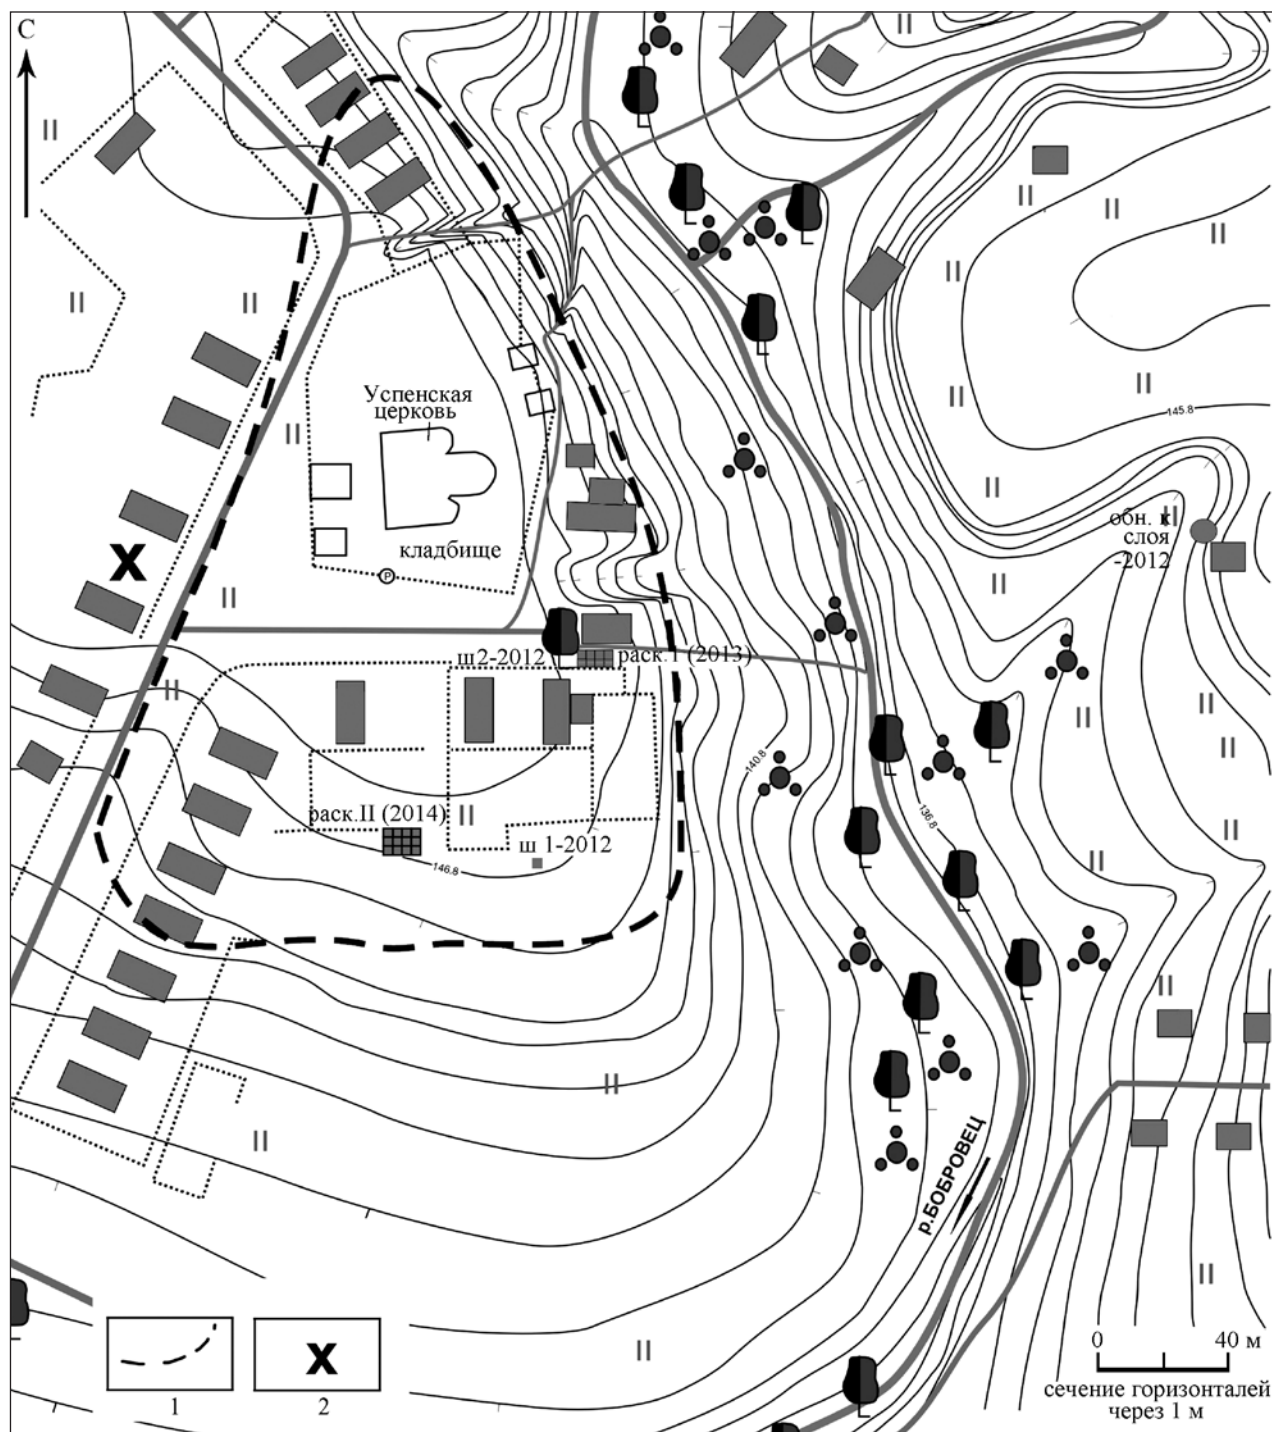 С
Успенская
церковь
145.8
обн. к
слоя
-2012
кладбище
Р
ш2-2012
раск.I (2013)
140.8
136.8
раск.II (2014)
ш 1-2012
146.8
р.БОБРОВЕЦ
X
X
1
2
0
40 м
сечение горизонталей
через 1 м